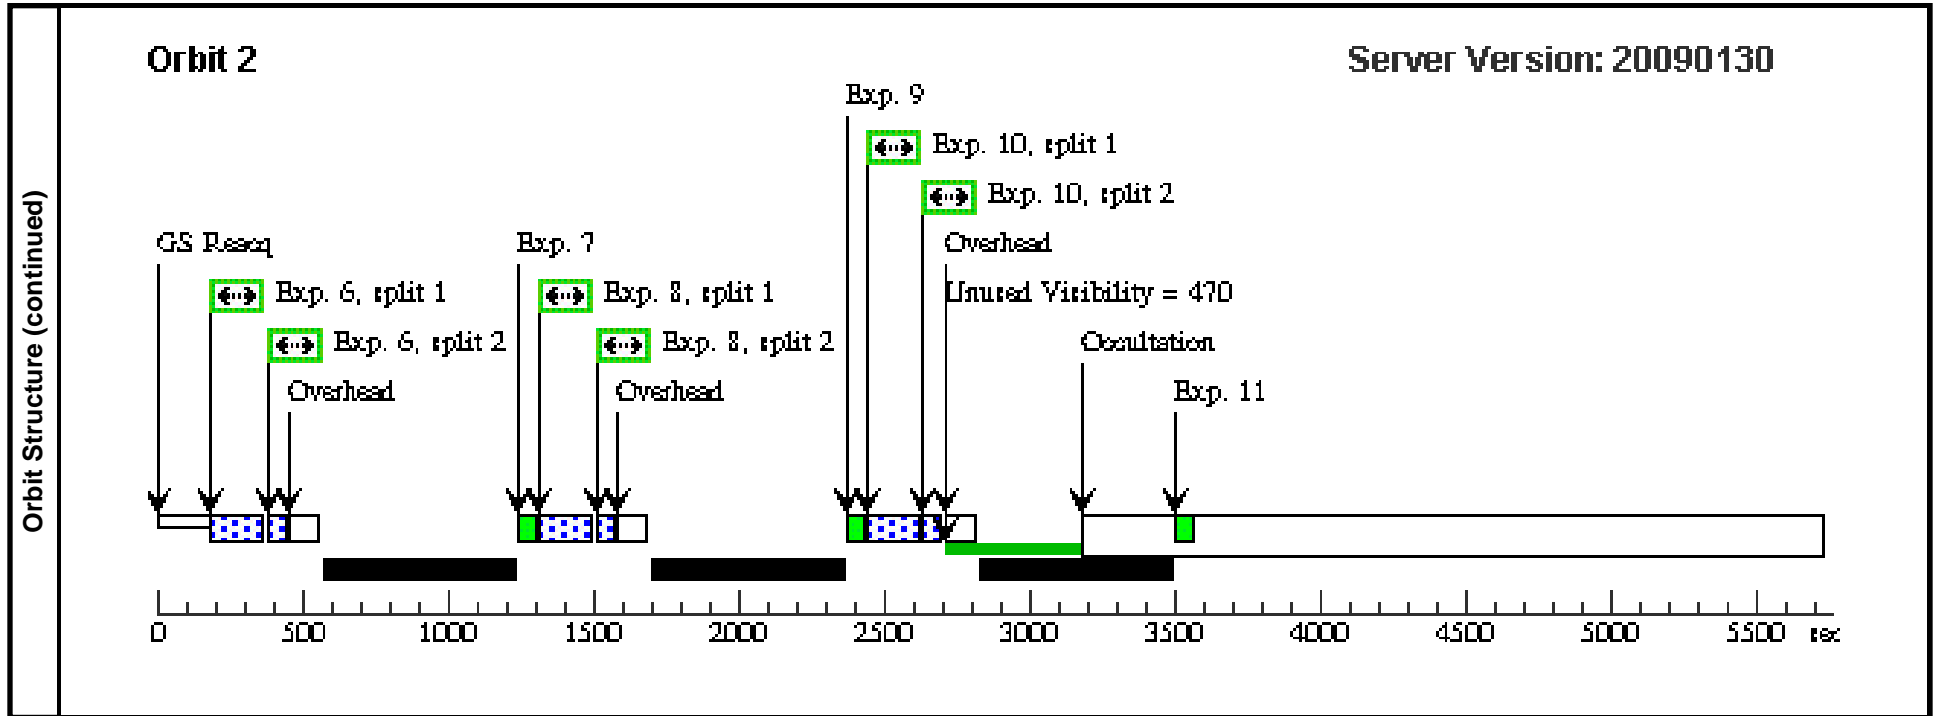 Orbit Structure (continued)
Orbit 2
Server Version: 20090130
Exp. 9
Exp. 10, split 1
Exp. 10, split 2
GS Reacq
Exp. 7
Overhead
Exp. 6, split 1
Exp. 8, split 1
Unused Visibility = 470
Exp. 6, split 2
Exp. 8, split 2
Occultation
Overhead
Overhead
Exp. 11
0 500 1000 1500 2000 2500 3000 3500 4000 4500 5000 5500 sec